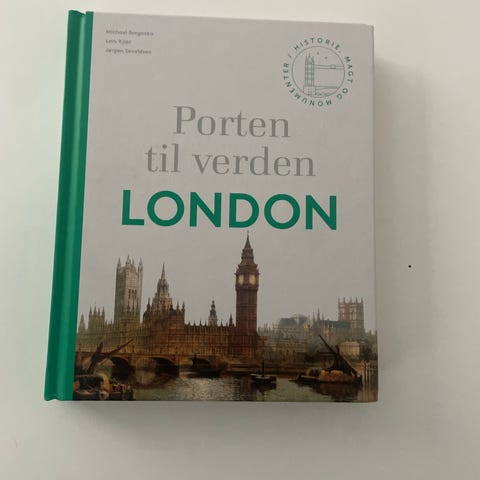 Michael Bregnsbo
Lars Kjær
Jørgen Sevaldsen
HISTORIE, MAGT OG MONUMENTER I
Porten
til verden
LONDON